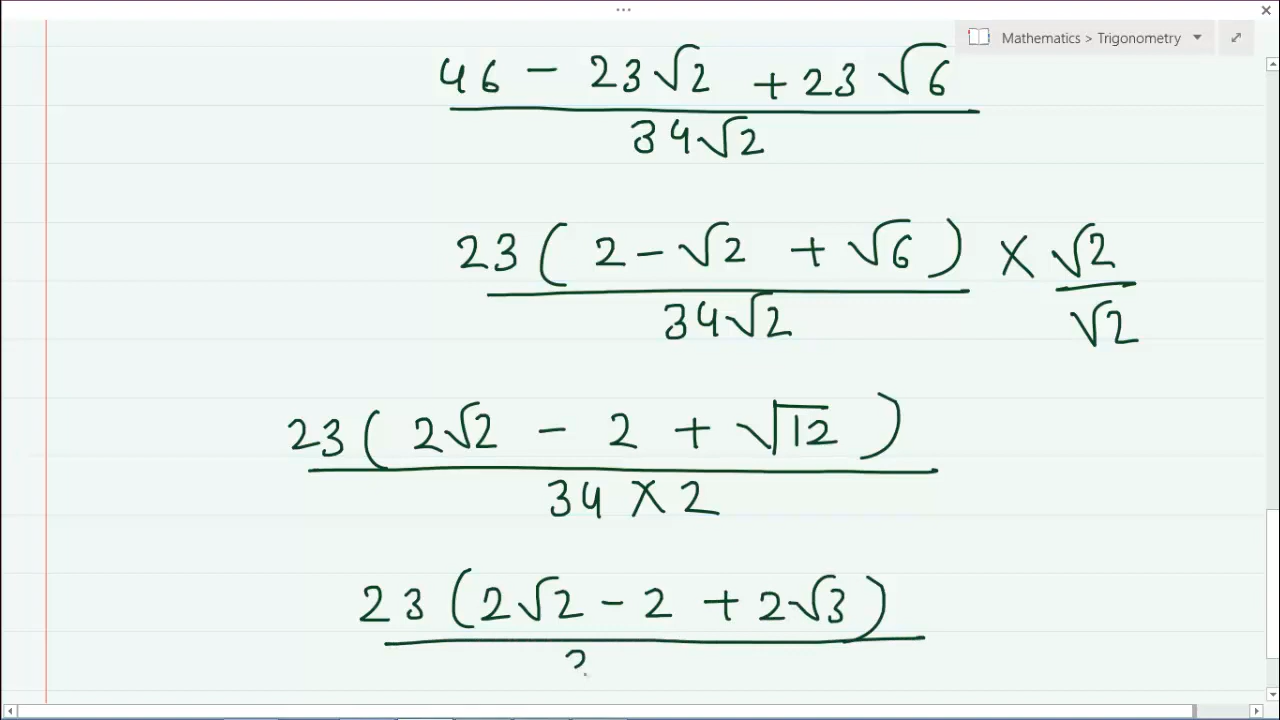 Mathematics > Trigonometry
46 - 23√2 + 23√6
34√2
23(2 - √2 + √6) × √2
34√2 √2
23(2√2 - 2 + √12)
34 × 2
23(2√2 - 2 + 2√3)